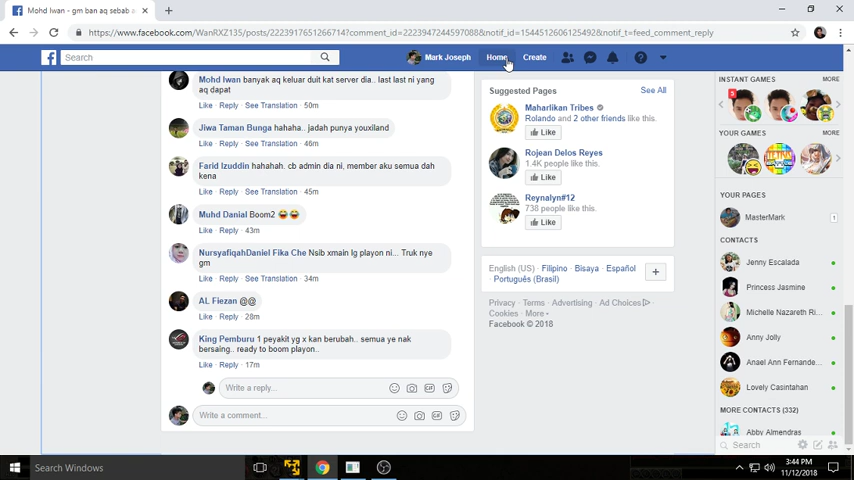 Mohd Iwan - gm ban aq sebab a
https://www.facebook.com/WanRXZ135/posts/2223917651266714?comment_id=2223947244597088&notif_id=1544512606125492&notif_t=feed_comment_reply
Search
Mark Joseph
Home
Create
Mohd Iwan banyak aq keluar duit kat server dia.. last last ni yang
aq dapat
Like · Reply · See Translation · 50m
Jiwa Taman Bunga hahaha.. jadah punya youxiland
Like · Reply · See Translation · 46m
Farid Izuddin hahahah. cb admin dia ni, member aku semua dah
kena
Like · Reply · See Translation · 45m
Muhd Danial Boom2 😂😂
Like · Reply · 43m
NursyafiqahDaniel Fika Che Nsib xmain lg playon ni... Truk nye
gm
Like · Reply · See Translation · 34m
AL Fiezan @@
Like · Reply · 28m
King Pemburu 1 peyakit yg x kan berubah.. semua ye nak
bersaing.. ready to boom playon..
Like · Reply · 17m
Write a reply...
Write a comment...
Suggested Pages
See All
Maharlikan Tribes
Rolando and 2 other friends like this.
Like
Rojean Delos Reyes
1.4K people like this.
Like
Reynalyn#12
738 people like this.
Like
English (US) · Filipino · Bisaya · Español
· Português (Brasil)
Privacy · Terms · Advertising · Ad Choices ·
Cookies · More
Facebook © 2018
INSTANT GAMES
MORE
3
YOUR GAMES
MORE
YOUR PAGES
MasterMark
1
CONTACTS
Jenny Escalada
Princess Jasmine
Michelle Nazareth Ri...
Anny Jolly
Anael Ann Fernande...
Lovely Casintahan
MORE CONTACTS (332)
Abby Almendras
Search
Search Windows
3:44 PM
11/12/2018